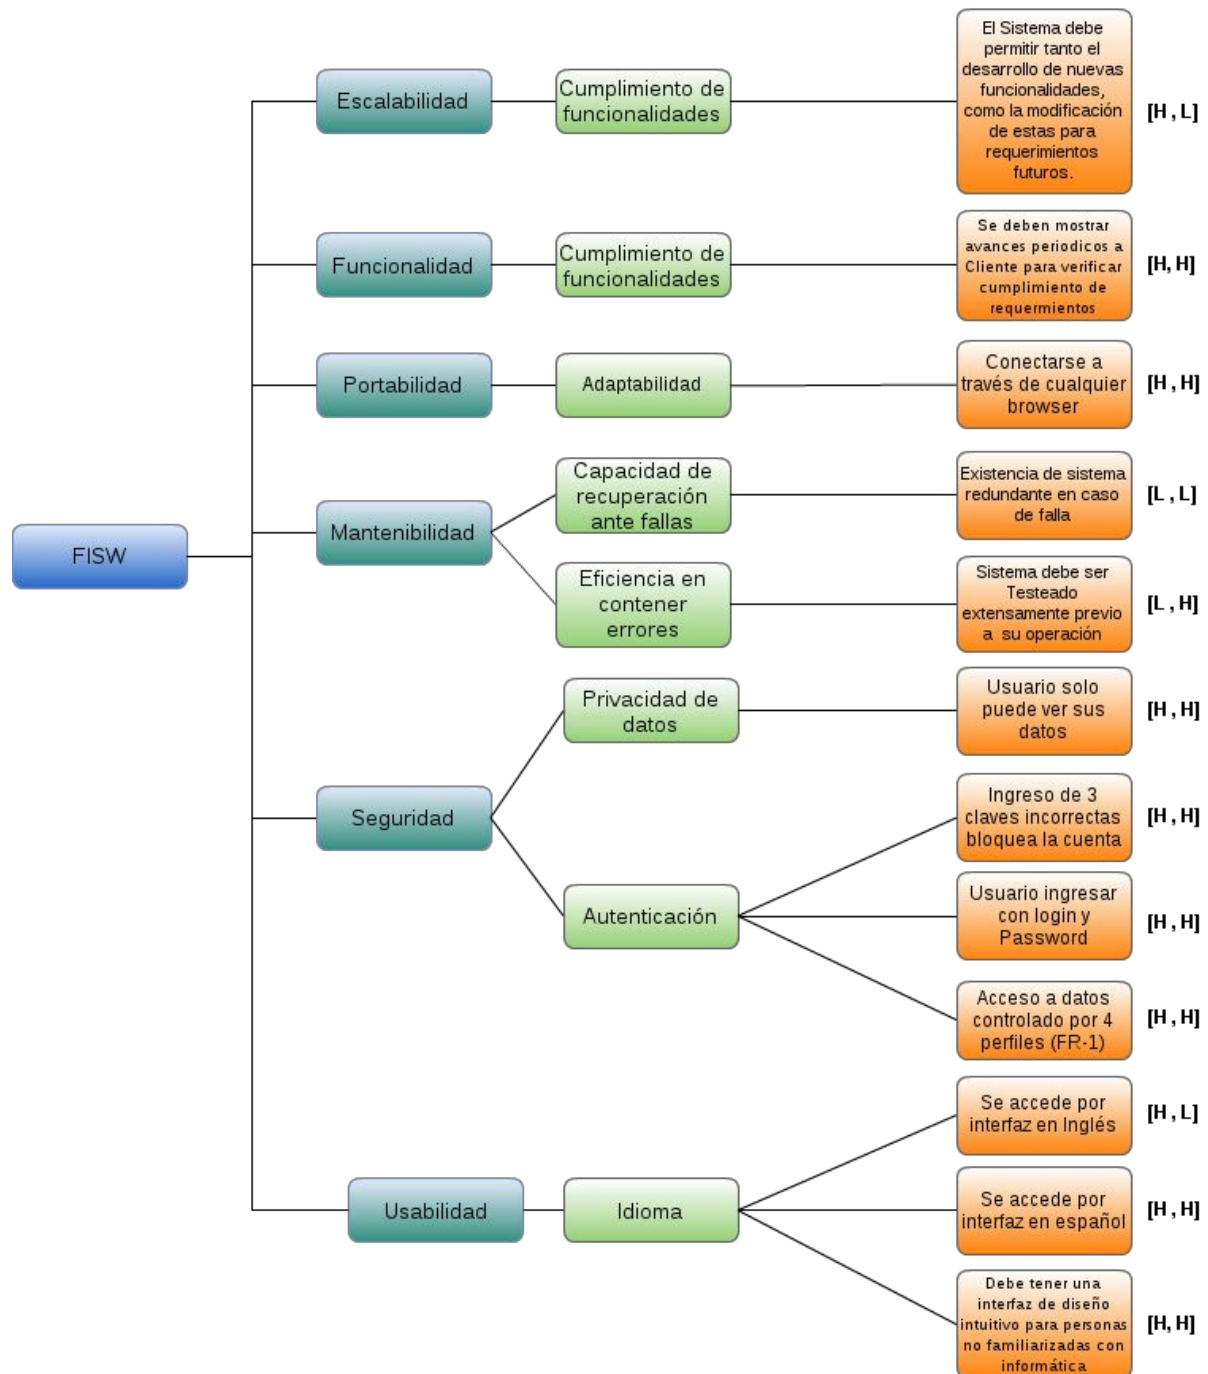 El Sistema debe
permitir tanto el
desarrollo de nuevas
funcionalidades,
como la modificación
de estas para
requerimientos
futuros.
[H , L]
Escalabilidad
Cumplimiento de
funcionalidades
Se deben mostrar
avances periodicos a
Cliente para verificar
cumplimiento de
requermientos
[H, H]
Funcionalidad
Cumplimiento de
funcionalidades
Portabilidad
Adaptabilidad
Conectarse a
través de cualquier
browser
[H , H]
Mantenibilidad
Capacidad de
recuperación
ante fallas
Existencia de sistema
redundante en caso
de falla
[L , L]
FISW
Eficiencia en
contener
errores
Sistema debe ser
Testeado
extensamente previo
a su operación
[L , H]
Seguridad
Privacidad de
datos
Usuario solo
puede ver sus
datos
[H , H]
Autenticación
Ingreso de 3
claves incorrectas
bloquea la cuenta
[H , H]
Usuario ingresar
con login y
Password
[H , H]
Acceso a datos
controlado por 4
perfiles (FR-1)
[H , H]
Usabilidad
Idioma
Se accede por
interfaz en Inglés
[H , L]
Se accede por
interfaz en español
[H , H]
Debe tener una
interfaz de diseño
intuitivo para personas
no familiarizadas con
informática
[H, H]